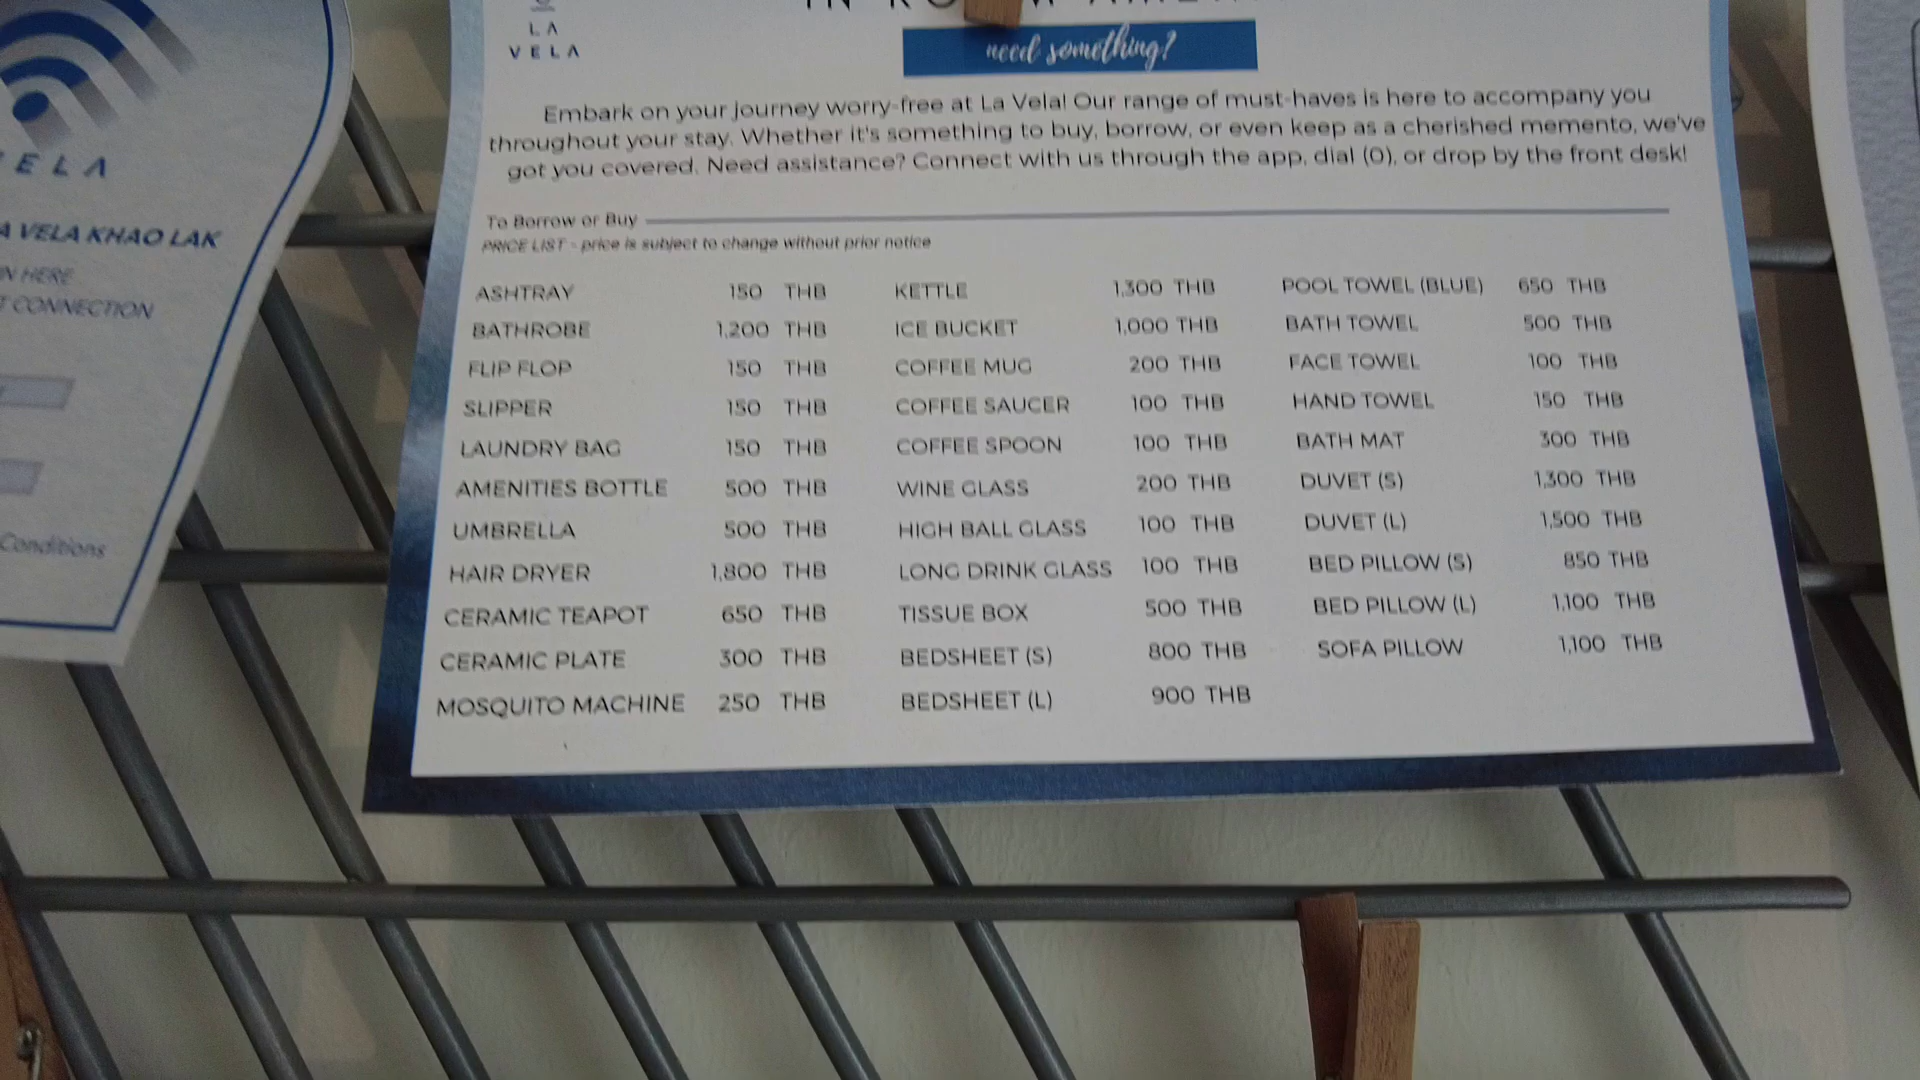 VELA
LA VELA KHAO LAK
IN HERE
CONNECTION
Conditions
LA
VELA
need something?
Embark on your journey worry-free at La Vela! Our range of must-haves is here to accompany you
throughout your stay. Whether it's something to buy, borrow, or even keep as a cherished memento, we've
got you covered. Need assistance? Connect with us through the app, dial (0), or drop by the front desk!
To Borrow or Buy
PRICE LIST - price is subject to change without prior notice
ASHTRAY 150 THB KETTLE 1,300 THB POOL TOWEL (BLUE) 650 THB
BATHROBE 1,200 THB ICE BUCKET 1,000 THB BATH TOWEL 500 THB
FLIP FLOP 150 THB COFFEE MUG 200 THB FACE TOWEL 100 THB
SLIPPER 150 THB COFFEE SAUCER 100 THB HAND TOWEL 150 THB
LAUNDRY BAG 150 THB COFFEE SPOON 100 THB BATH MAT 300 THB
AMENITIES BOTTLE 500 THB WINE GLASS 200 THB DUVET (S) 1,300 THB
UMBRELLA 500 THB HIGH BALL GLASS 100 THB DUVET (L) 1,500 THB
HAIR DRYER 1,800 THB LONG DRINK GLASS 100 THB BED PILLOW (S) 850 THB
CERAMIC TEAPOT 650 THB TISSUE BOX 500 THB BED PILLOW (L) 1,100 THB
CERAMIC PLATE 300 THB BEDSHEET (S) 800 THB SOFA PILLOW 1,100 THB
MOSQUITO MACHINE 250 THB BEDSHEET (L) 900 THB